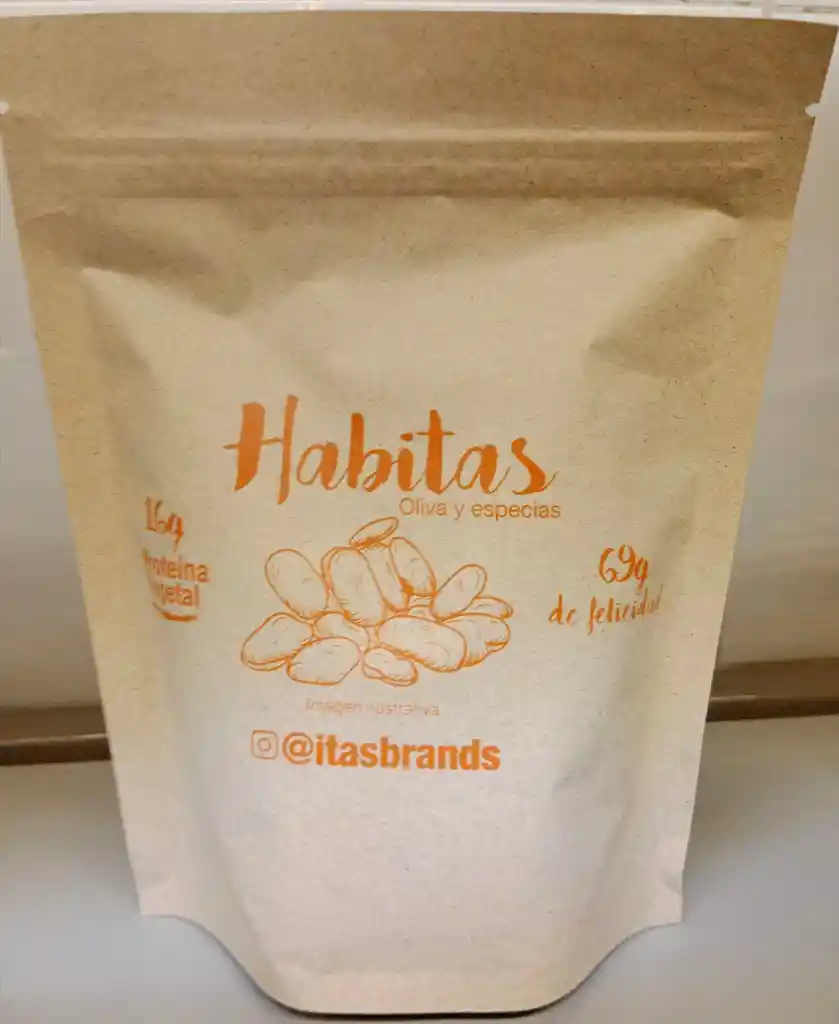 Habitas
Oliva y especias
16g
Proteina
vegetal
69g
de felicidad
Imagen ilustrativa
@itasbrands